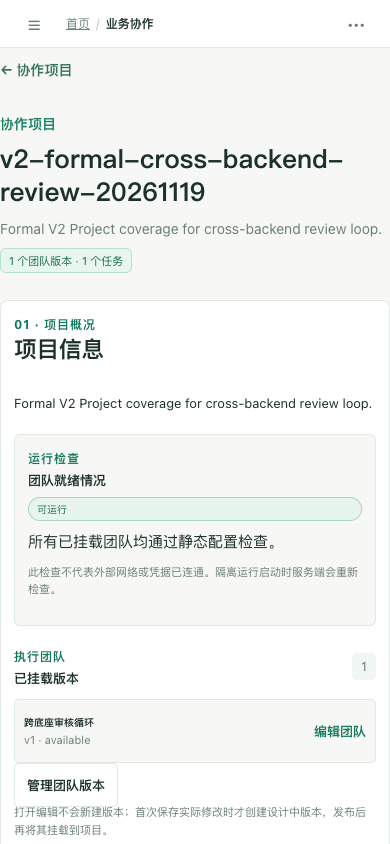 首页 / 业务协作
← 协作项目
协作项目
v2-formal-cross-backend-
review-20261119
Formal V2 Project coverage for cross-backend review loop.
1 个团队版本 · 1 个任务
01 · 项目概况
项目信息
Formal V2 Project coverage for cross-backend review loop.
运行检查
团队就绪情况
可运行
所有已挂载团队均通过静态配置检查。
此检查不代表外部网络或凭据已连通。隔离运行启动时服务端会重新
检查。
执行团队
已挂载版本
1
跨底座审核循环
v1 · available
编辑团队
管理团队版本
打开编辑不会新建版本；首次保存实际修改时才创建设计中版本，发布后
再将其挂载到项目。